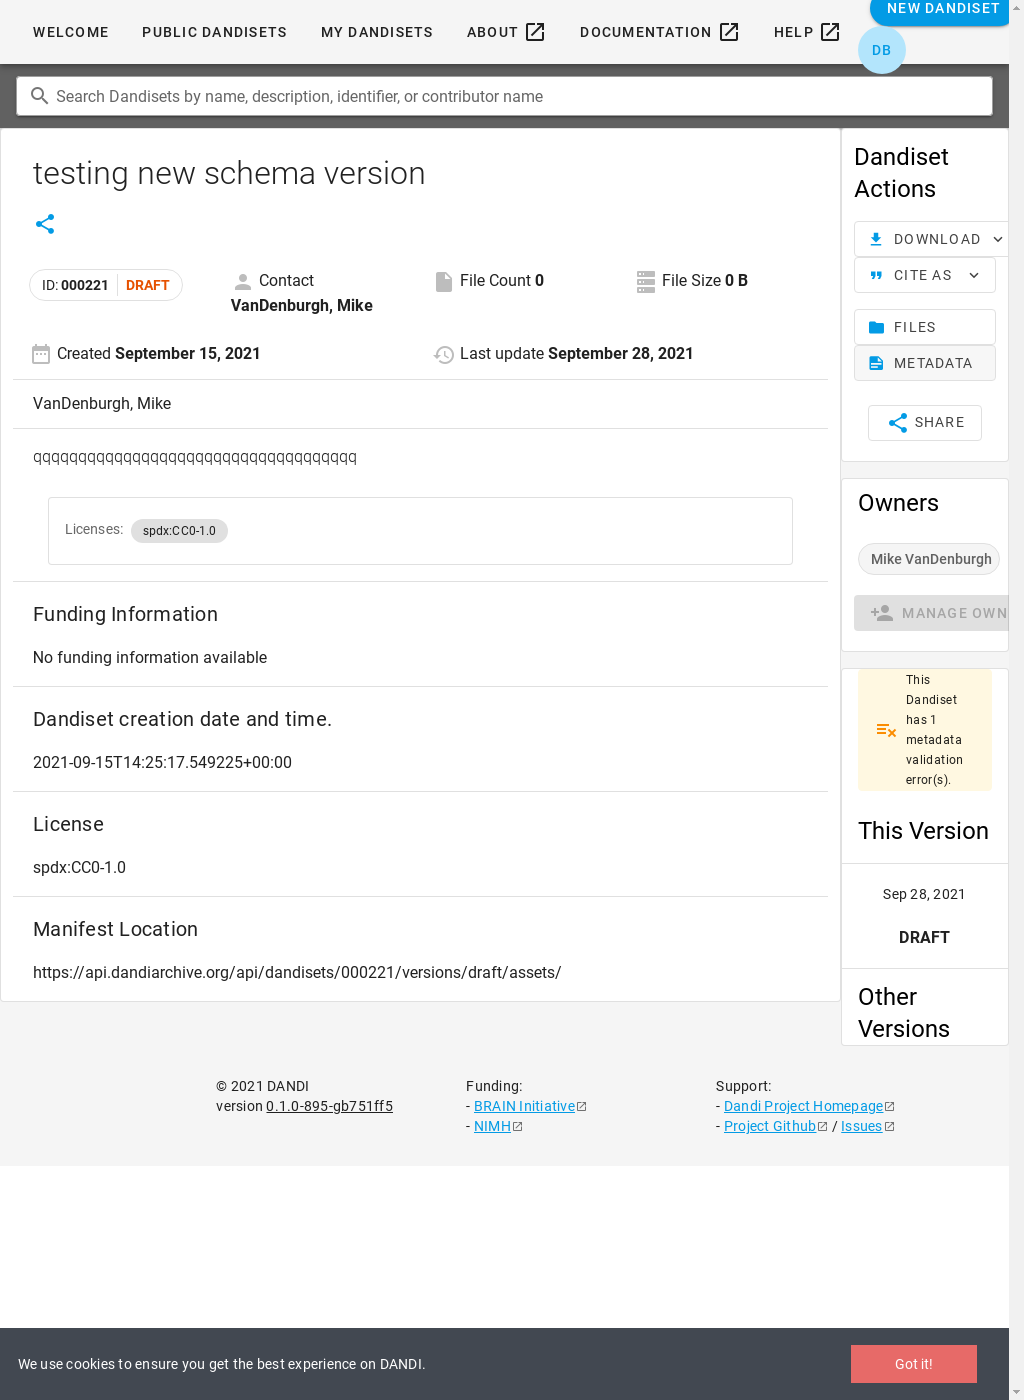 WELCOME
PUBLIC DANDISETS
MY DANDISETS
ABOUT
DOCUMENTATION
HELP
NEW DANDISET
DB
Search Dandisets by name, description, identifier, or contributor name
testing new schema version
ID: 000221 DRAFT
Contact
VanDenburgh, Mike
File Count 0
File Size 0 B
Created September 15, 2021
Last update September 28, 2021
VanDenburgh, Mike
qqqqqqqqqqqqqqqqqqqqqqqqqqqqqqqqqqqq
Licenses: spdx:CC0-1.0
Funding Information
No funding information available
Dandiset creation date and time.
2021-09-15T14:25:17.549225+00:00
License
spdx:CC0-1.0
Manifest Location
https://api.dandiarchive.org/api/dandisets/000221/versions/draft/assets/
Dandiset
Actions
DOWNLOAD
CITE AS
FILES
METADATA
SHARE
Owners
Mike VanDenburgh
MANAGE OWN
This
Dandiset
has 1
metadata
validation
error(s).
This Version
Sep 28, 2021
DRAFT
Other
Versions
© 2021 DANDI
version 0.1.0-895-gb751ff5
Funding:
- BRAIN Initiative
- NIMH
Support:
- Dandi Project Homepage
- Project Github / Issues
We use cookies to ensure you get the best experience on DANDI.
Got it!